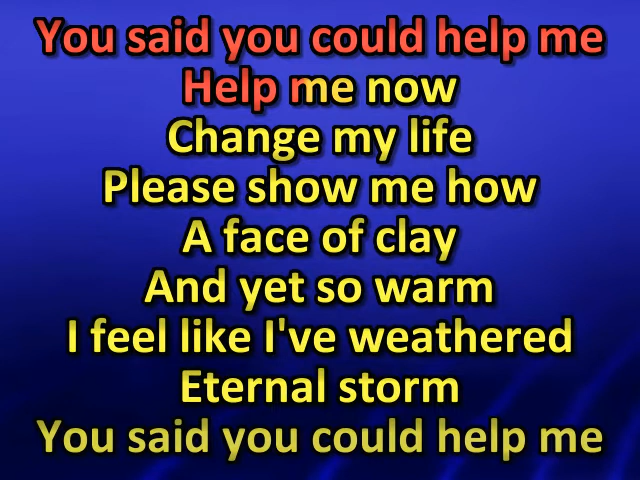 You said you could help me
Help me now
Change my life
Please show me how
A face of clay
And yet so warm
I feel like I've weathered
Eternal storm
You said you could help me